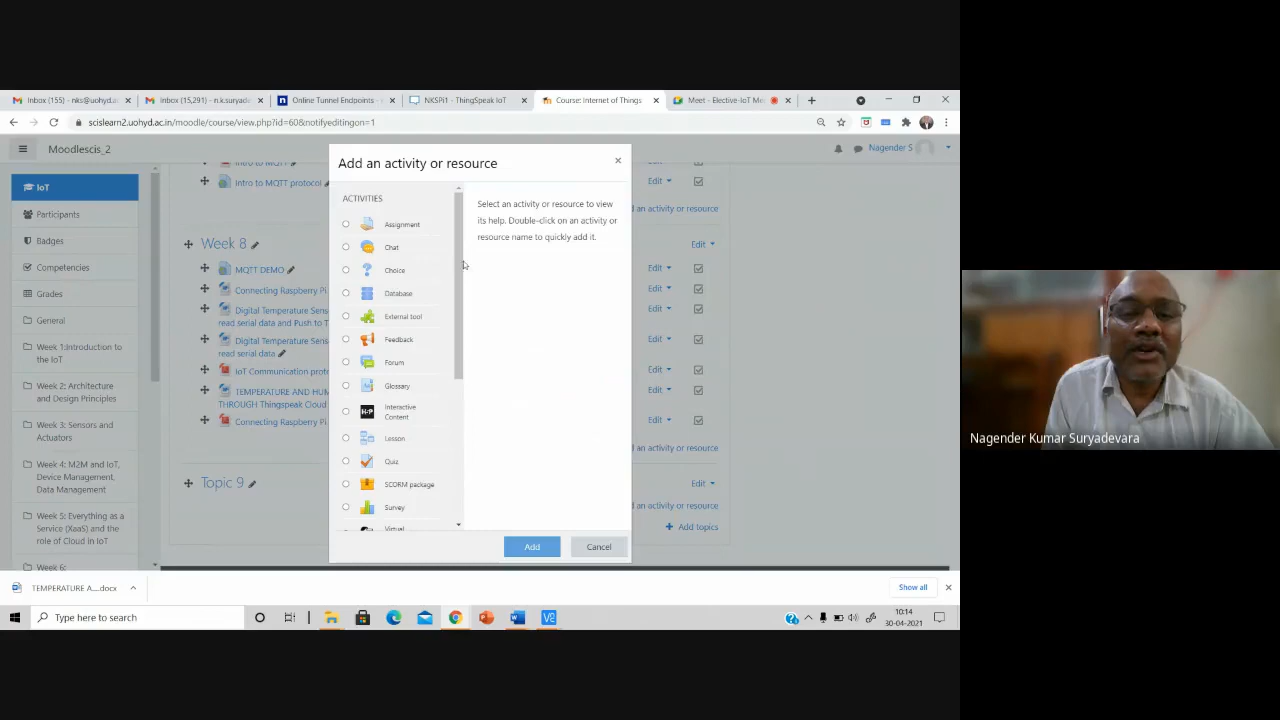 Inbox (155) - nks@uohyd.ac
Inbox (15,291) - n.k.suryade
Online Tunnel Endpoints -
NKSPi1 - ThingSpeak IoT
Course: Internet of Things
Meet - Elective-IoT Me
scislearn2.uohyd.ac.in/moodle/course/view.php?id=60&notifyeditingon=1
Moodlescis_2
Nagender S
IoT
Participants
Badges
Competencies
Grades
General
Week 1:Introduction to
the IoT
Week 2: Architecture
and Design Principles
Week 3: Sensors and
Actuators
Week 4: M2M and IoT,
Device Management,
Data Management
Week 5: Everything as a
Service (XaaS) and the
role of Cloud in IoT
Week 6:
Intro to MQTT
Intro to MQTT protocol
Edit
d an activity or resource
Week 8
Edit
MQTT DEMO
Edit
Connecting Raspberry Pi
Edit
Digital Temperature Sens
read serial data and Push to T
Edit
Digital Temperature Sens
read serial data
Edit
IoT Communication prot
Edit
TEMPERATURE AND HU
THROUGH Thingspeak Cloud
Edit
Connecting Raspberry Pi
Edit
d an activity or resource
Topic 9
Edit
d an activity or resource
Add topics
Add an activity or resource
×
ACTIVITIES
Assignment
Chat
Choice
Database
External tool
Feedback
Forum
Glossary
H-P
Interactive
Content
Lesson
Quiz
SCORM package
Survey
Virtual
Select an activity or resource to view
its help. Double-click on an activity or
resource name to quickly add it.
Add
Cancel
TEMPERATURE A....docx
Show all
Type here to search
10:14
30-04-2021
Nagender Kumar Suryadevara